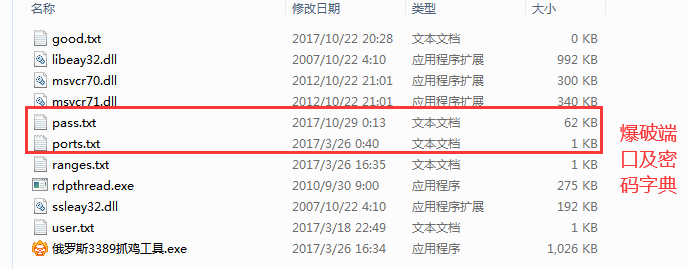 名称 修改日期 类型 大小
good.txt 2017/10/22 20:28 文本文档 0 KB
libeay32.dll 2007/10/22 4:10 应用程序扩展 992 KB
msvcr70.dll 2012/10/22 21:01 应用程序扩展 300 KB
msvcr71.dll 2012/10/22 21:01 应用程序扩展 340 KB
pass.txt 2017/10/29 0:13 文本文档 62 KB
ports.txt 2017/3/26 0:40 文本文档 1 KB
ranges.txt 2017/3/26 16:35 文本文档 1 KB
rdpthread.exe 2010/9/30 9:00 应用程序 275 KB
ssleay32.dll 2007/10/22 4:10 应用程序扩展 192 KB
user.txt 2017/3/18 22:49 文本文档 1 KB
俄罗斯3389抓鸡工具.exe 2017/3/26 16:34 应用程序 1,026 KB
爆破端
口及密
码字典